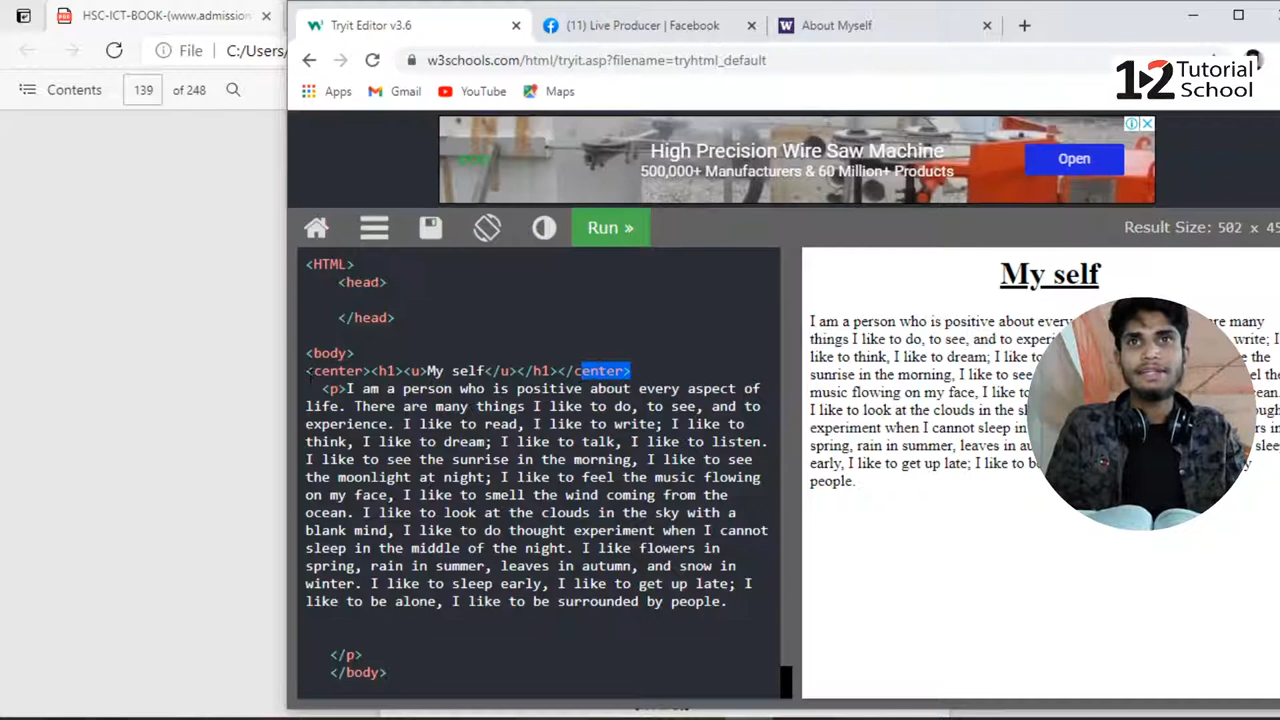 HSC-ICT-BOOK-(www.admission
Tryit Editor v3.6
(11) Live Producer | Facebook
About Myself
File
C:/Users/
w3schools.com/html/tryit.asp?filename=tryhtml_default
Contents
139
of 248
Apps
Gmail
YouTube
Maps
12 Tutorial
School
High Precision Wire Saw Machine
500,000+ Manufacturers & 60 Million+ Products
Open
Run »
Result Size: 502 x 45
<HTML>
<head>
</head>
<body>
<center><h1><u>My self</u></h1></center>
<p>I am a person who is positive about every aspect of
life. There are many things I like to do, to see, and to
experience. I like to read, I like to write; I like to
think, I like to dream; I like to talk, I like to listen.
I like to see the sunrise in the morning, I like to see
the moonlight at night; I like to feel the music flowing
on my face, I like to smell the wind coming from the
ocean. I like to look at the clouds in the sky with a
blank mind, I like to do thought experiment when I cannot
sleep in the middle of the night. I like flowers in
spring, rain in summer, leaves in autumn, and snow in
winter. I like to sleep early, I like to get up late; I
like to be alone, I like to be surrounded by people.
</p>
</body>
My self
I am a person who is positive about every are many
things I like to do, to see, and to experi write; I
like to think, I like to dream; I like to the
sunrise in the morning, I like to see the
music flowing on my face, I like to
I like to look at the clouds in the
experiment when I cannot sleep in
spring, rain in summer, leaves in
early, I like to get up late; I like to
people.